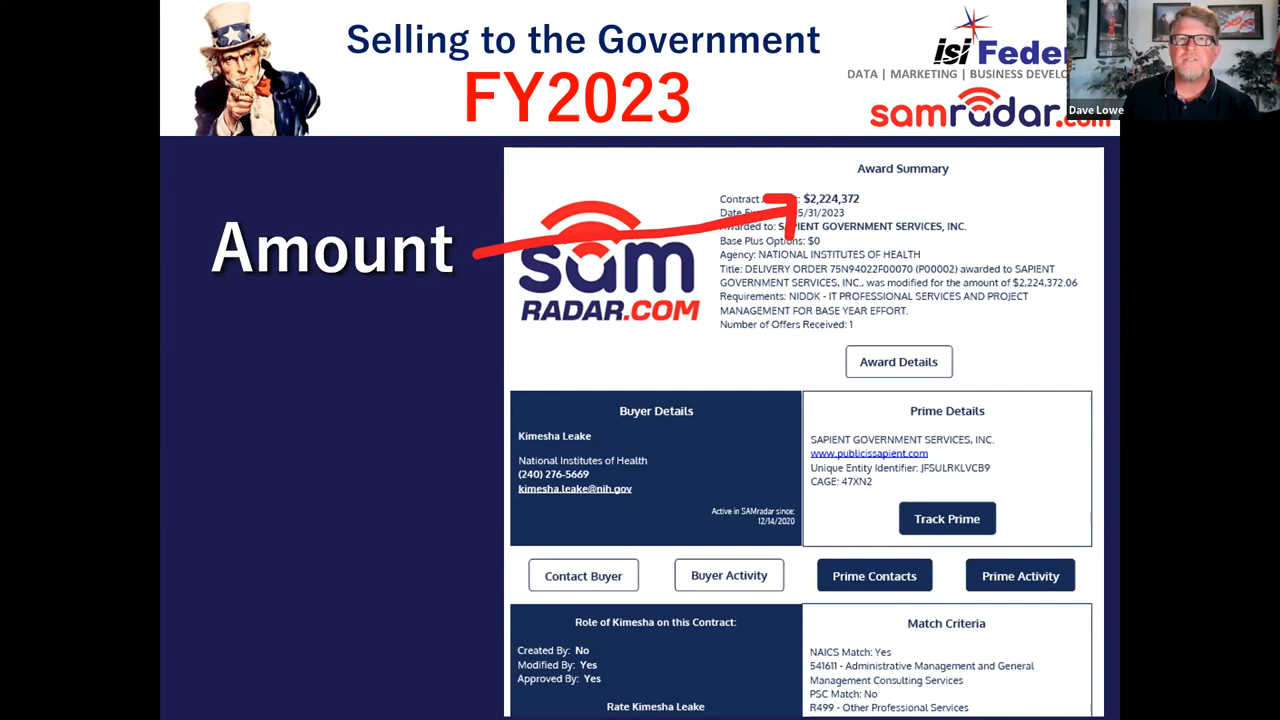 Selling to the Government
FY2023
isi Feder
DATA | MARKETING | BUSINESS DEVELO
samradar.com
Dave Lowe
Amount
sam
RADAR.COM
Award Summary
Contract A : $2,224,372
Date E 5/31/2023
Awarded to: SAPIENT GOVERNMENT SERVICES, INC.
Base Plus Options: $0
Agency: NATIONAL INSTITUTES OF HEALTH
Title: DELIVERY ORDER 75N94022F00070 (P00002) awarded to SAPIENT
GOVERNMENT SERVICES, INC., was modified for the amount of $2,224,372.06
Requirements: NIDDK - IT PROFESSIONAL SERVICES AND PROJECT
MANAGEMENT FOR BASE YEAR EFFORT.
Number of Offers Received: 1
Award Details
Buyer Details
Kimesha Leake
National Institutes of Health
(240) 276-5669
kimesha.leake@nih.gov
Active in SAMradar since:
12/14/2020
Prime Details
SAPIENT GOVERNMENT SERVICES, INC.
www.publicissapient.com
Unique Entity Identifier: JFSULRKLVCB9
CAGE: 47XN2
Track Prime
Contact Buyer
Buyer Activity
Prime Contacts
Prime Activity
Role of Kimesha on this Contract:
Created By: No
Modified By: Yes
Approved By: Yes
Rate Kimesha Leake
Match Criteria
NAICS Match: Yes
541611 - Administrative Management and General
Management Consulting Services
PSC Match: No
R499 - Other Professional Services